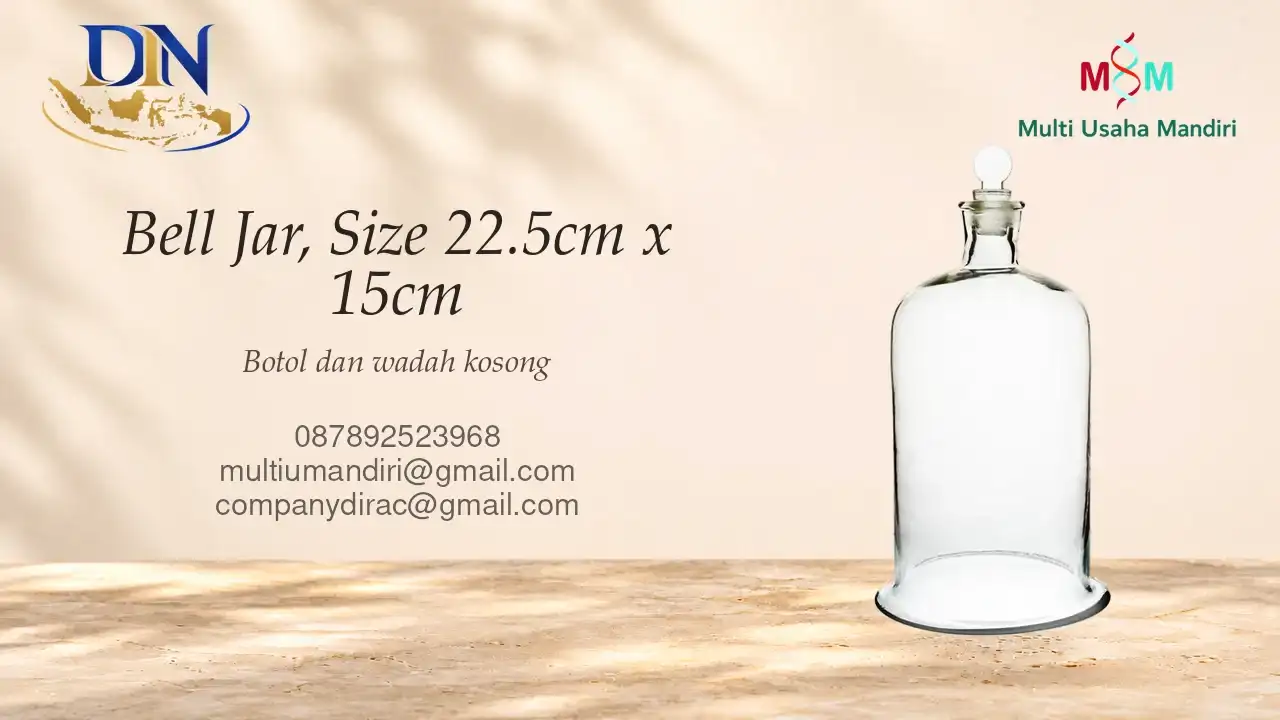 DIN
MSM
Multi Usaha Mandiri
Bell Jar, Size 22.5cm x
15cm
Botol dan wadah kosong
087892523968
multiumandiri@gmail.com
companydirac@gmail.com